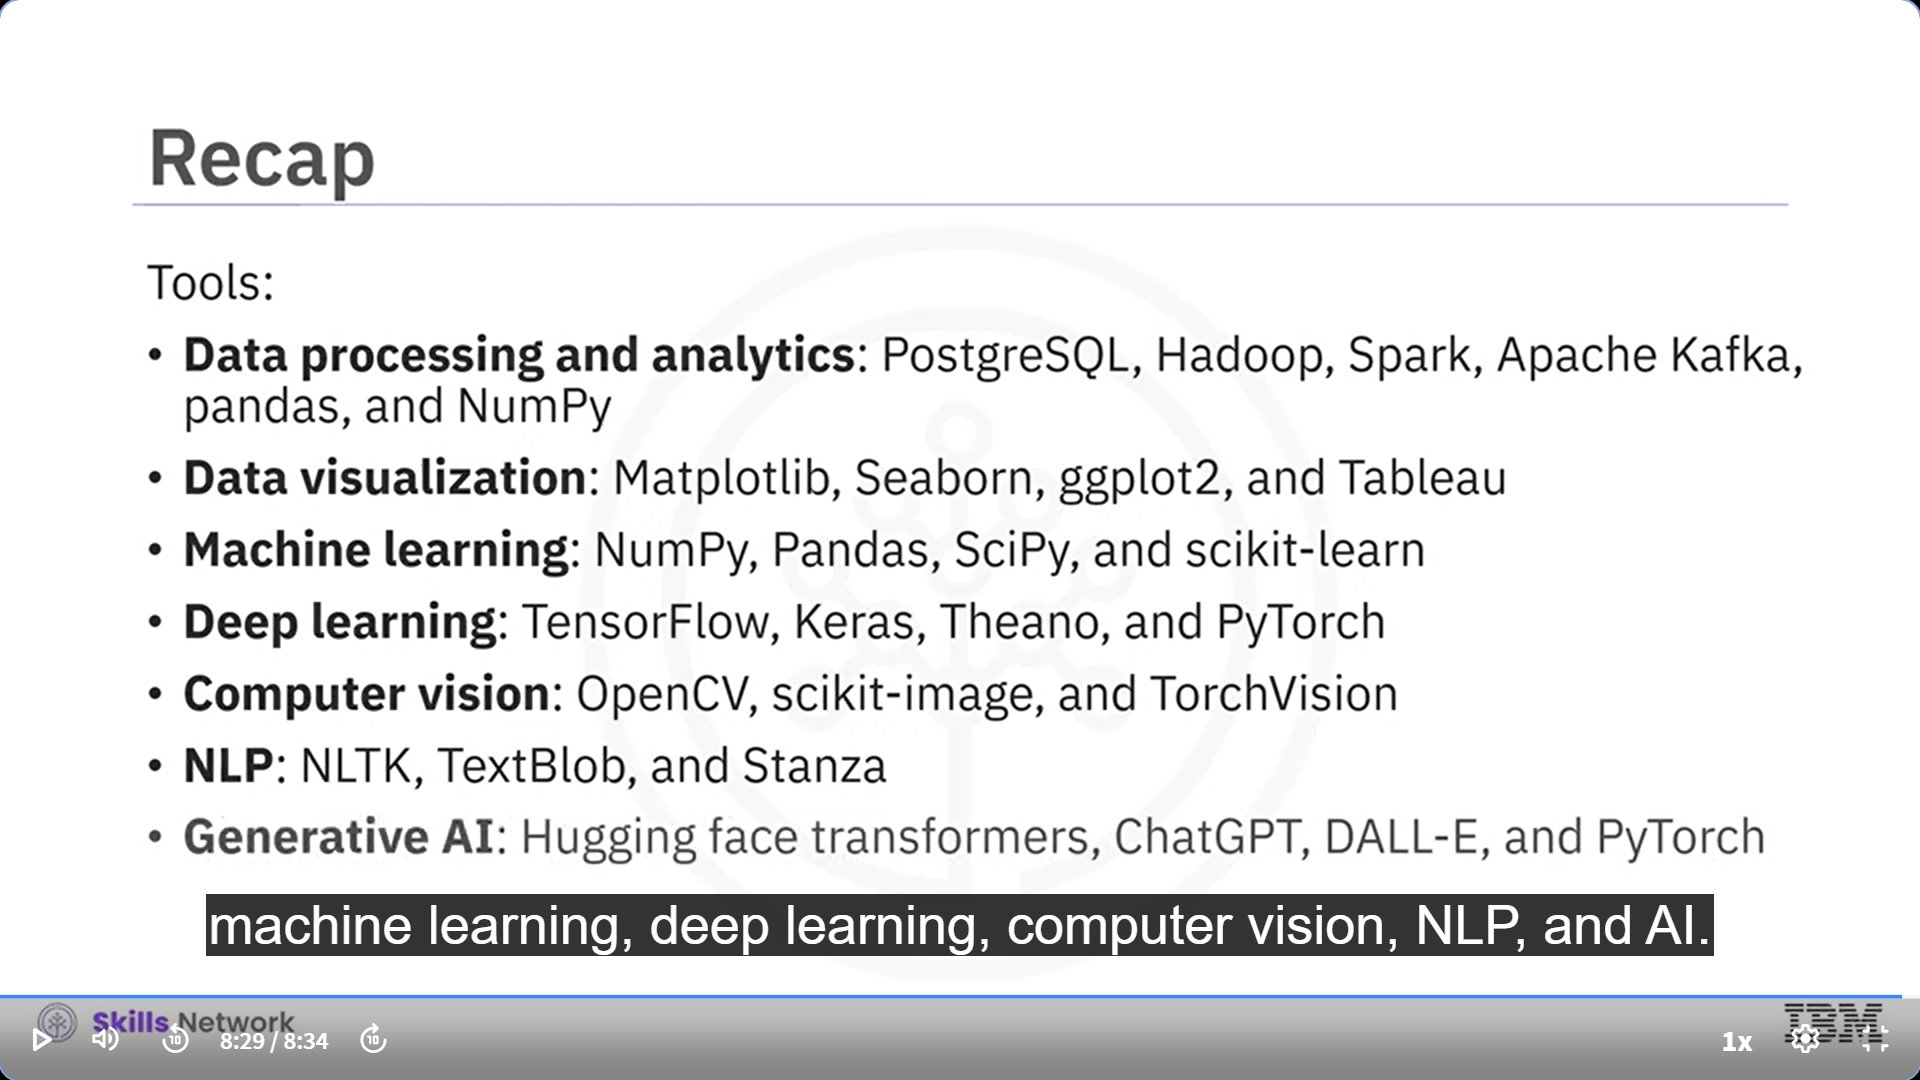 Recap
Tools:
• Data processing and analytics: PostgreSQL, Hadoop, Spark, Apache Kafka,
pandas, and NumPy
• Data visualization: Matplotlib, Seaborn, ggplot2, and Tableau
• Machine learning: NumPy, Pandas, SciPy, and scikit-learn
• Deep learning: TensorFlow, Keras, Theano, and PyTorch
• Computer vision: OpenCV, scikit-image, and TorchVision
• NLP: NLTK, TextBlob, and Stanza
• Generative AI: Hugging face transformers, ChatGPT, DALL-E, and PyTorch
machine learning, deep learning, computer vision, NLP, and AI.
Skills Network
IBM
10
8:29 / 8:34
10
1x